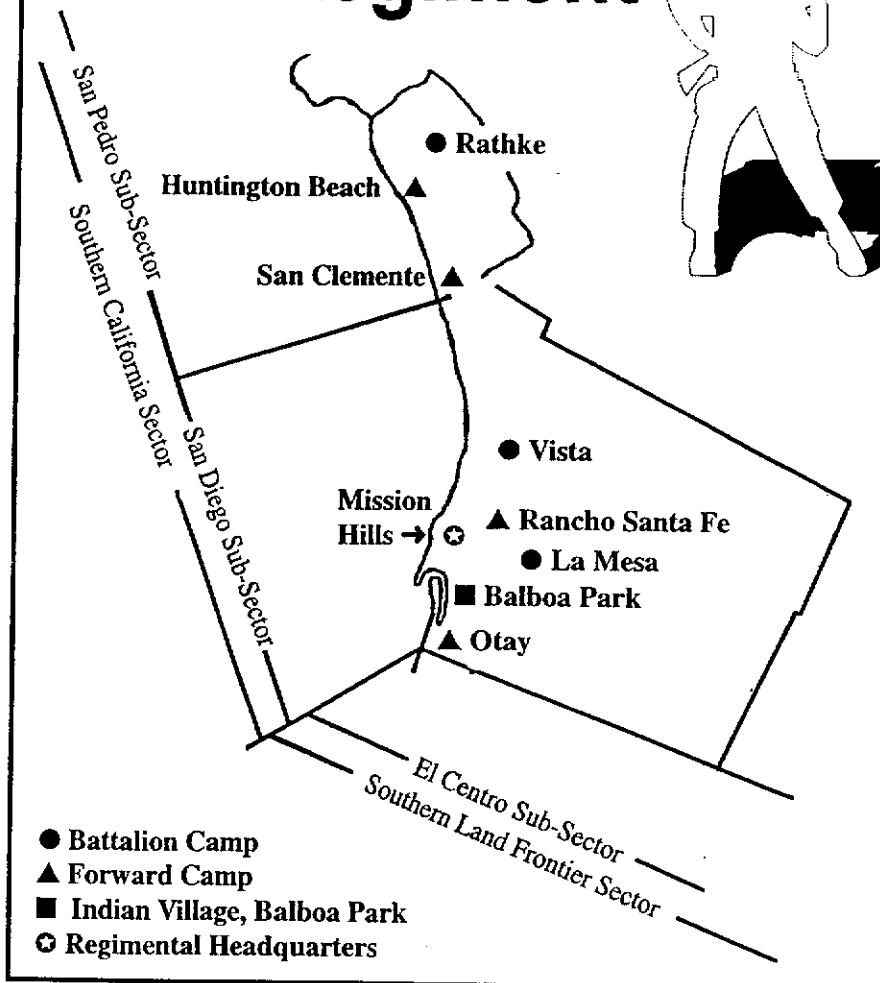 San Pedro Sub-Sector
Southern California Sector
San Diego Sub-Sector
Rathke
Huntington Beach
San Clemente
Vista
Mission
Hills →
Rancho Santa Fe
La Mesa
Balboa Park
Otay
El Centro Sub-Sector
Southern Land Frontier Sector
Battalion Camp
Forward Camp
Indian Village, Balboa Park
Regimental Headquarters